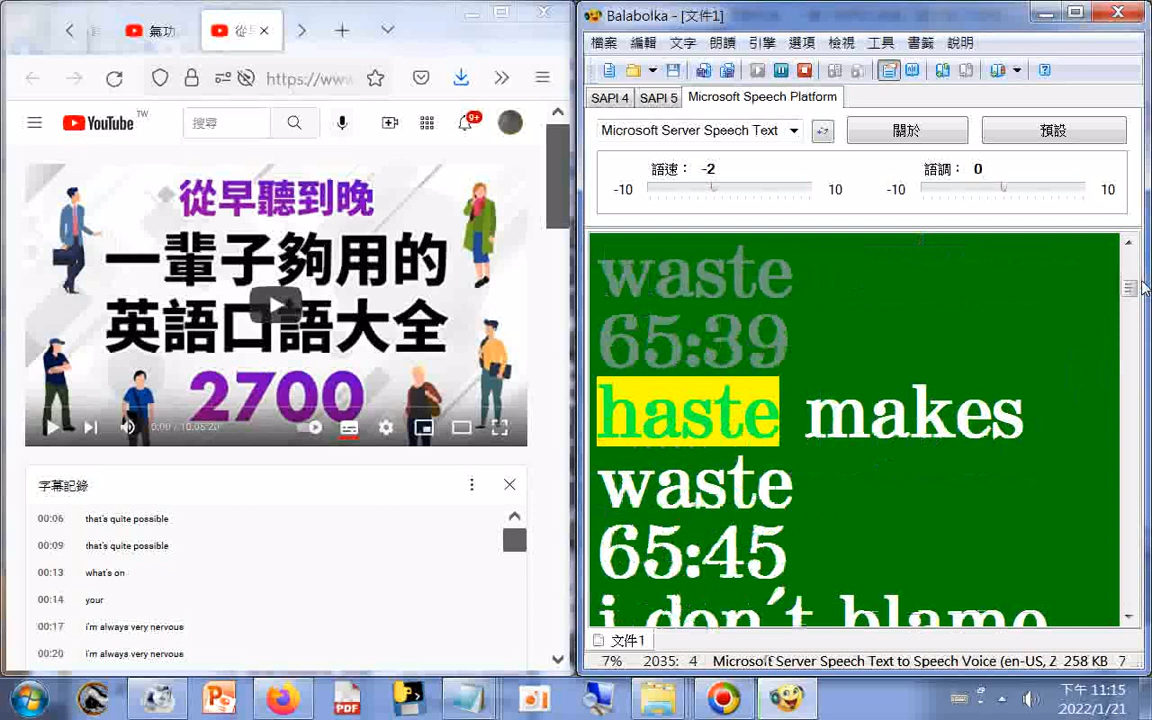 氣功
從
https://www
YouTube TW
搜尋
9+
從早聽到晚
一輩子夠用的
英語口語大全
2700
0:00 / 10:05:20
字幕記錄
00:06 that's quite possible
00:09 that's quite possible
00:13 what's on
00:14 your
00:17 i'm always very nervous
00:20 i'm always very nervous
Balabolka - [文件1]
檔案 編輯 文字 朗讀 引擎 選項 檢視 工具 書籤 說明
SAPI 4 SAPI 5 Microsoft Speech Platform
Microsoft Server Speech Text 關於 預設
語速： -2 語調： 0
-10 10 -10 10
waste
65:39
haste makes
waste
65:45
i don't blame
文件1
7% 2035: 4 Microsoft Server Speech Text to Speech Voice (en-US, Z 258 KB 7
PDF
下午 11:15
2022/1/21